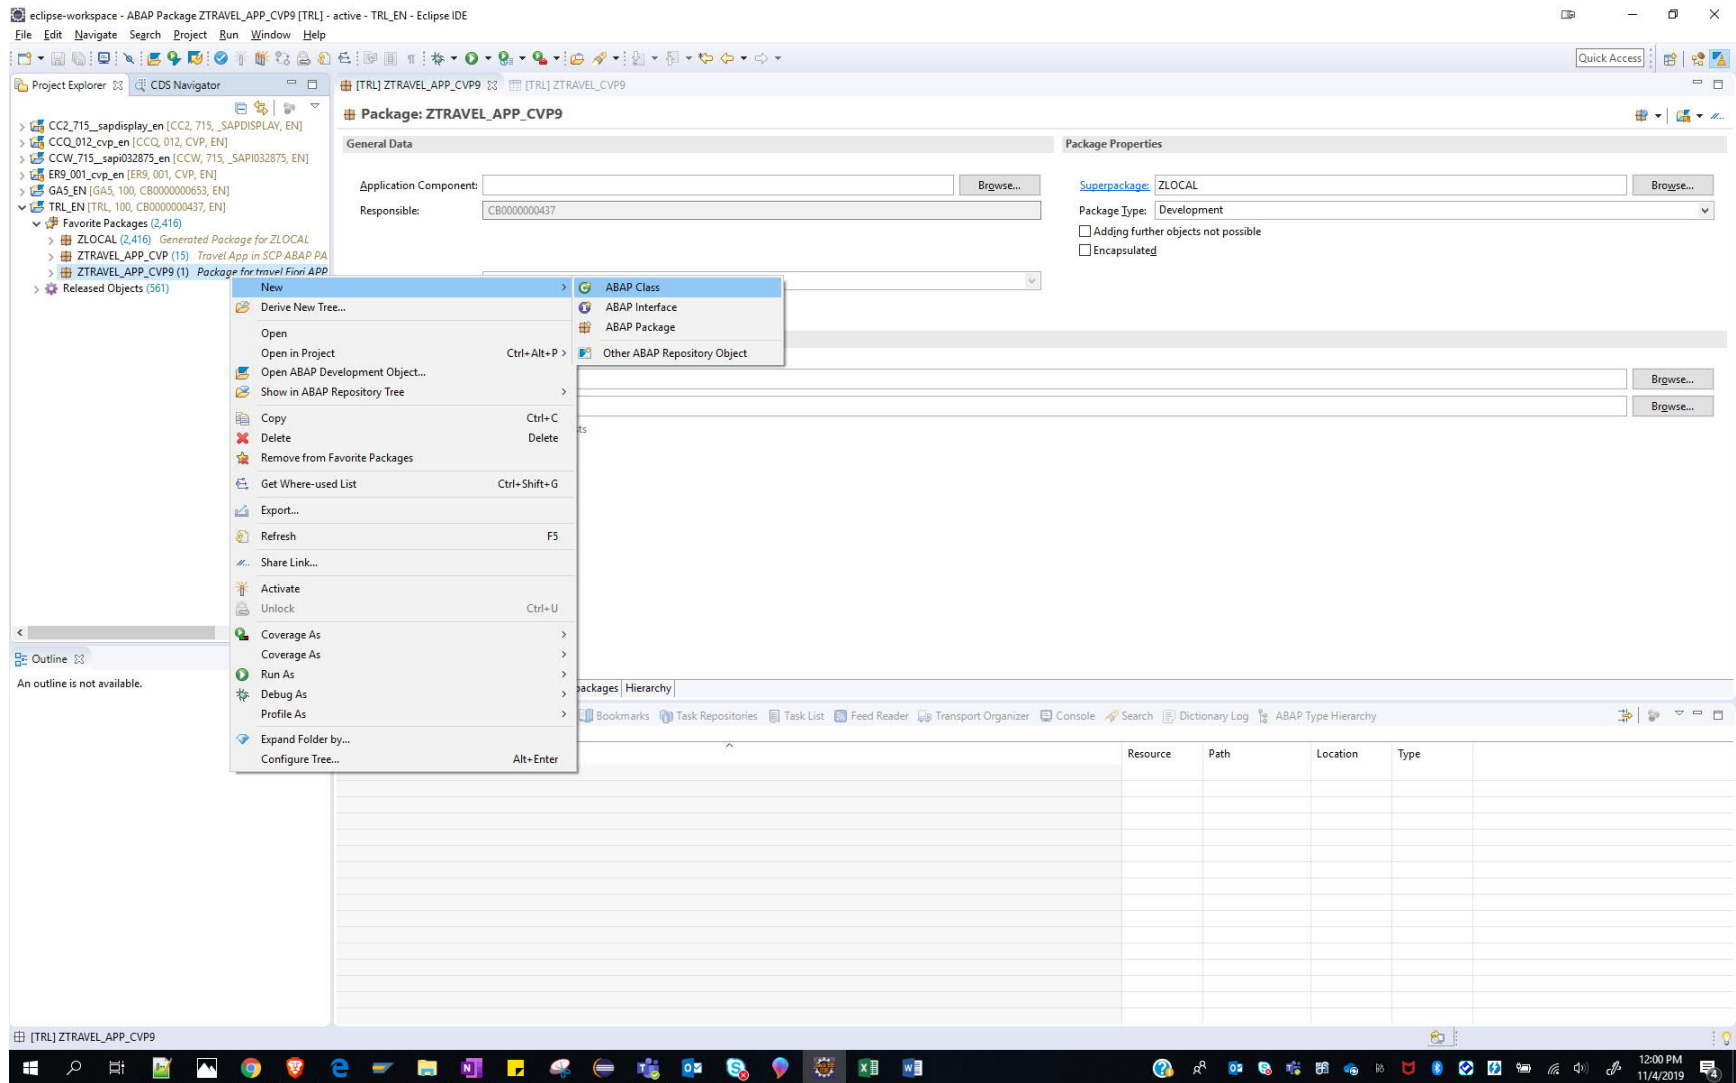 eclipse-workspace - ABAP Package ZTRAVEL_APP_CVP9 [TRL] - active - TRL_EN - Eclipse IDE
File Edit Navigate Search Project Run Window Help
Quick Access
Project Explorer CDS Navigator
[TRL] ZTRAVEL_APP_CVP9 [TRL] ZTRAVEL_APP_CVP9
Package: ZTRAVEL_APP_CVP9
CC2_715__sapdisplay_en [CC2, 715, _SAPDISPLAY, EN]
CCQ_012_cvp_en [CCQ, 012, CVP, EN]
CCW_715__sapi032875_en [CCW, 715, _SAPI032875, EN]
ER9_001_cvp_en [ER9, 001, CVP, EN]
GA5_EN [GA5, 100, CB0000000653, EN]
TRL_EN [TRL, 100, CB0000000437, EN]
Favorite Packages (2,416)
ZLOCAL (2,416) Generated Package for ZLOCAL
ZTRAVEL_APP_CVP (15) Travel App in SCP ABAP PA
ZTRAVEL_APP_CVP9 (1) Package for travel Fiori APP
Released Objects (561)
General Data
Application Component: Browse...
Responsible: CB0000000437
Package Properties
Superpackage: ZLOCAL Browse...
Package Type: Development
Adding further objects not possible
Encapsulated
Browse...
Browse...
New
Derive New Tree...
Open
Open in Project Ctrl+Alt+P
Open ABAP Development Object...
Show in ABAP Repository Tree
Copy Ctrl+C
Delete Delete
Remove from Favorite Packages
Get Where-used List Ctrl+Shift+G
Export...
Refresh F5
Share Link...
Activate
Unlock Ctrl+U
Coverage As
Coverage As
Run As
Debug As
Profile As
Expand Folder by...
Configure Tree... Alt+Enter
ABAP Class
ABAP Interface
ABAP Package
Other ABAP Repository Object
Outline
An outline is not available.
Hierarchy
Bookmarks Task Repositories Task List Feed Reader Transport Organizer Console Search Dictionary Log ABAP Type Hierarchy
Resource Path Location Type
[TRL] ZTRAVEL_APP_CVP9
12:00 PM
11/4/2019